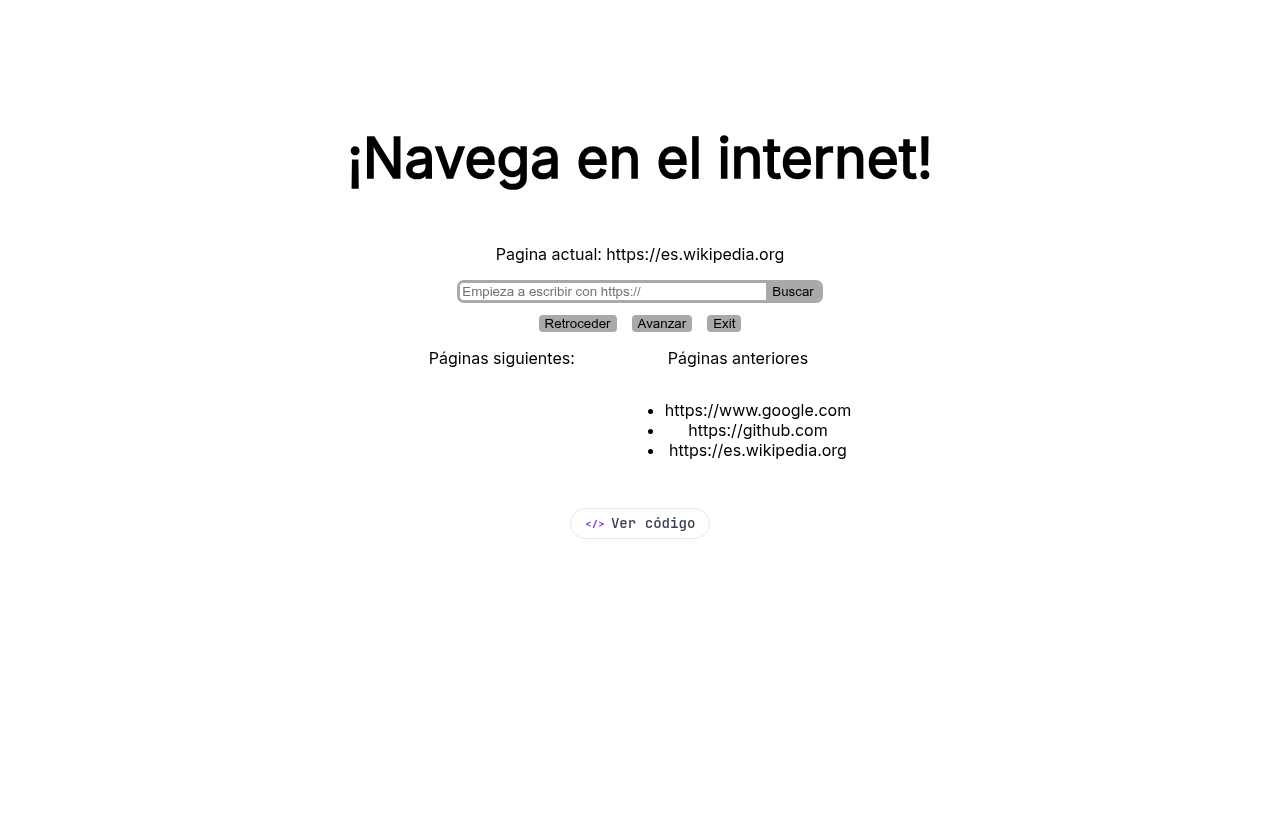 ¡Navega en el internet!
Pagina actual: https://es.wikipedia.org
Empieza a escribir con https:// Buscar
Retroceder Avanzar Exit
Páginas siguientes:
Páginas anteriores
https://www.google.com
https://github.com
https://es.wikipedia.org
</> Ver código